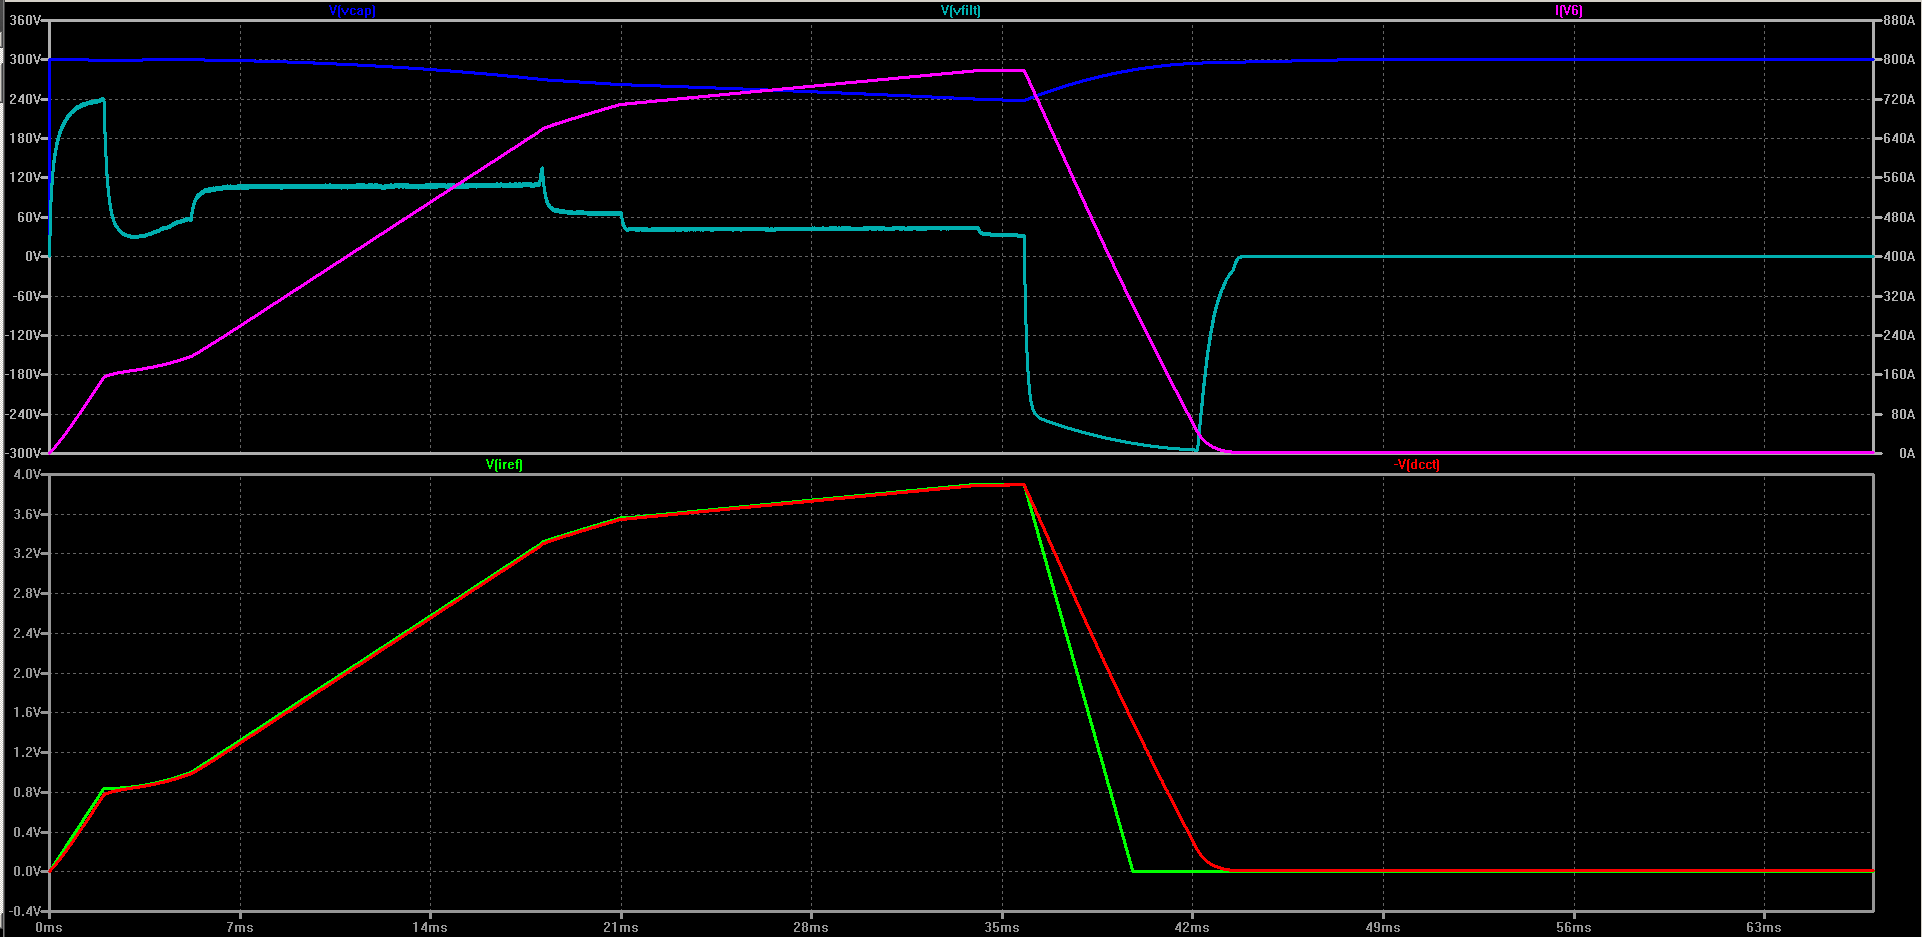 V(vcap) V(vfilt) I(V6)
360V 880A
300V 800A
240V 720A
180V 640A
120V 560A
60V 480A
0V 400A
-60V 320A
-120V 240A
-180V 160A
-240V 80A
-300V 0A
V(iref) -V(dcct)
4.0V
3.6V
3.2V
2.8V
2.4V
2.0V
1.6V
1.2V
0.8V
0.4V
0.0V
-0.4V
0ms 7ms 14ms 21ms 28ms 35ms 42ms 49ms 56ms 63ms